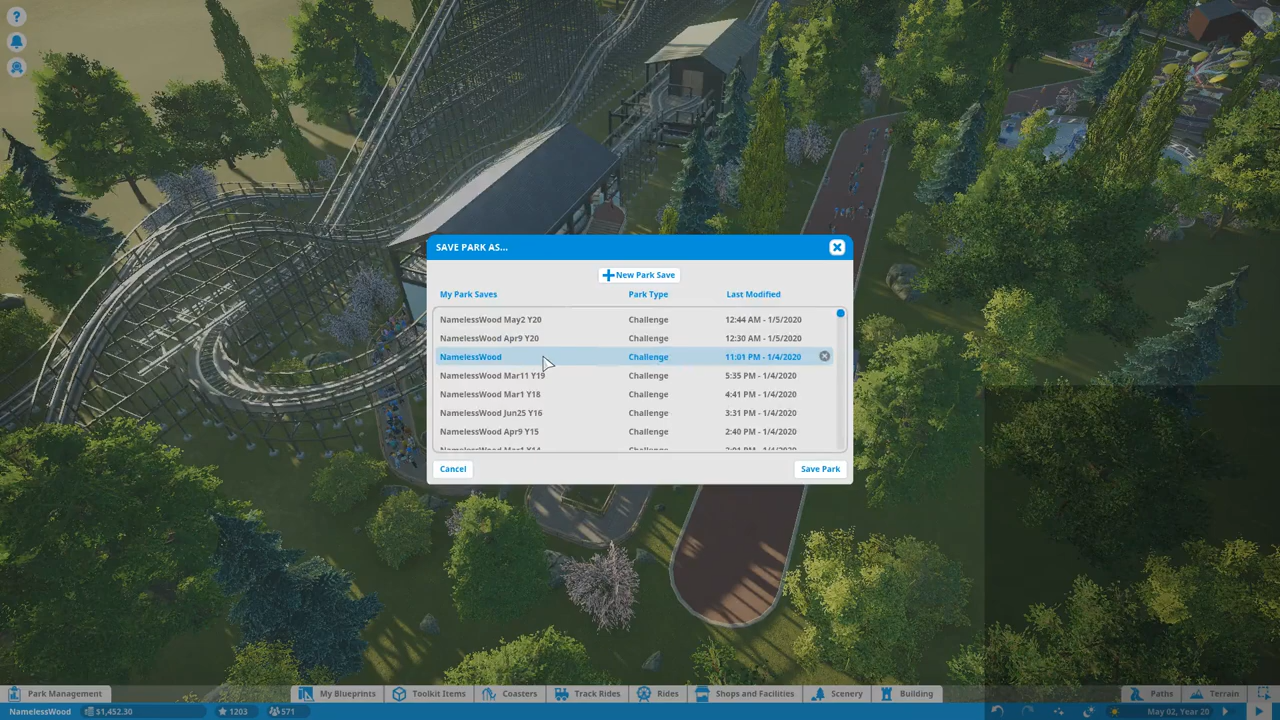 ?
SAVE PARK AS...
New Park Save
My Park Saves Park Type Last Modified
NamelessWood May2 Y20 Challenge 12:44 AM - 1/5/2020
NamelessWood Apr9 Y20 Challenge 12:30 AM - 1/5/2020
NamelessWood Challenge 11:01 PM - 1/4/2020
NamelessWood Mar11 Y19 Challenge 5:35 PM - 1/4/2020
NamelessWood Mar1 Y18 Challenge 4:41 PM - 1/4/2020
NamelessWood Jun25 Y16 Challenge 3:31 PM - 1/4/2020
NamelessWood Apr9 Y15 Challenge 2:40 PM - 1/4/2020
NamelessWood Mar1 Y14 Challenge
Cancel Save Park
Park Management My Blueprints Toolkit Items Coasters Track Rides Rides Shops and Facilities Scenery Building Paths Terrain
NamelessWood $1,452.30 1203 571 May 02, Year 20